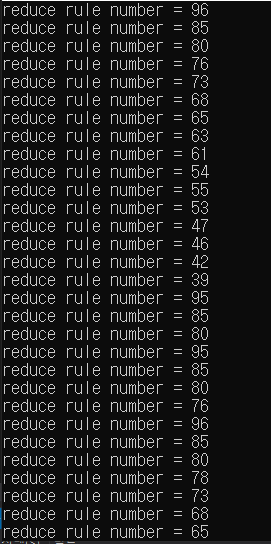 reduce rule number = 96
reduce rule number = 85
reduce rule number = 80
reduce rule number = 76
reduce rule number = 73
reduce rule number = 68
reduce rule number = 65
reduce rule number = 63
reduce rule number = 61
reduce rule number = 54
reduce rule number = 55
reduce rule number = 53
reduce rule number = 47
reduce rule number = 46
reduce rule number = 42
reduce rule number = 39
reduce rule number = 95
reduce rule number = 85
reduce rule number = 80
reduce rule number = 95
reduce rule number = 85
reduce rule number = 80
reduce rule number = 76
reduce rule number = 96
reduce rule number = 85
reduce rule number = 80
reduce rule number = 78
reduce rule number = 73
reduce rule number = 68
reduce rule number = 65